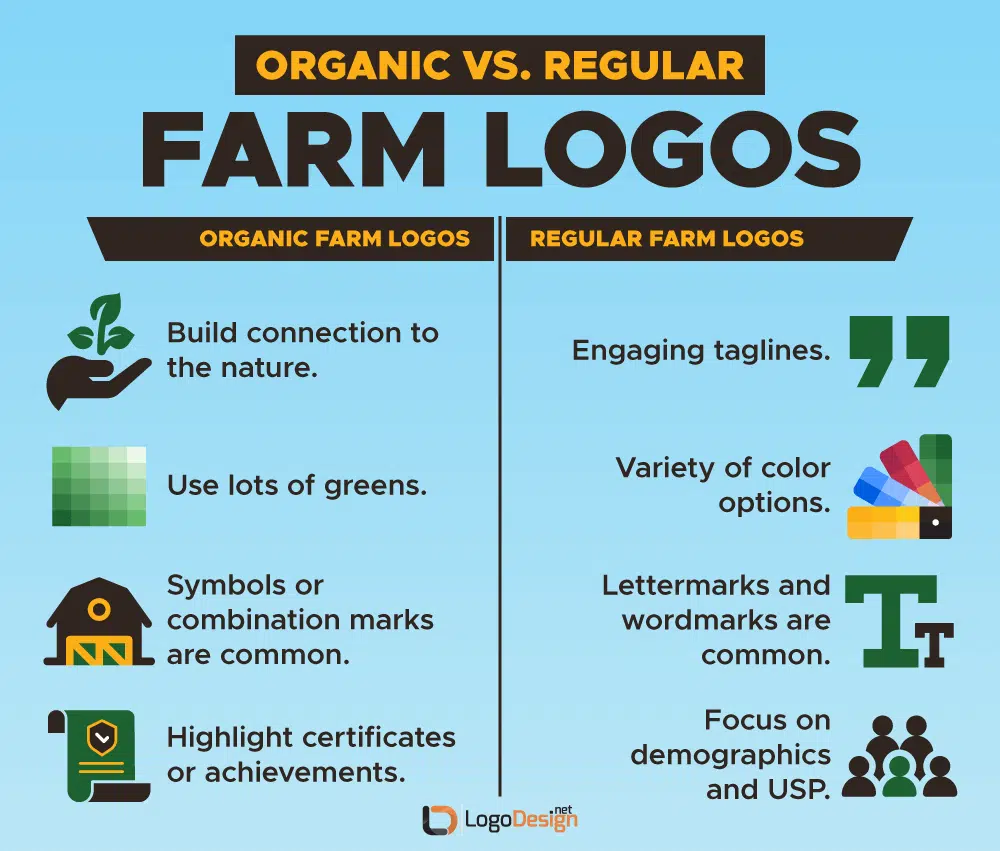 ORGANIC VS. REGULAR
FARM LOGOS
ORGANIC FARM LOGOS
Build connection to
the nature.
Use lots of greens.
Symbols or
combination marks
are common.
Highlight certificates
or achievements.
REGULAR FARM LOGOS
Engaging taglines.
Variety of color
options.
Lettermarks and
wordmarks are
common.
Focus on
demographics
and USP.
LogoDesign.net